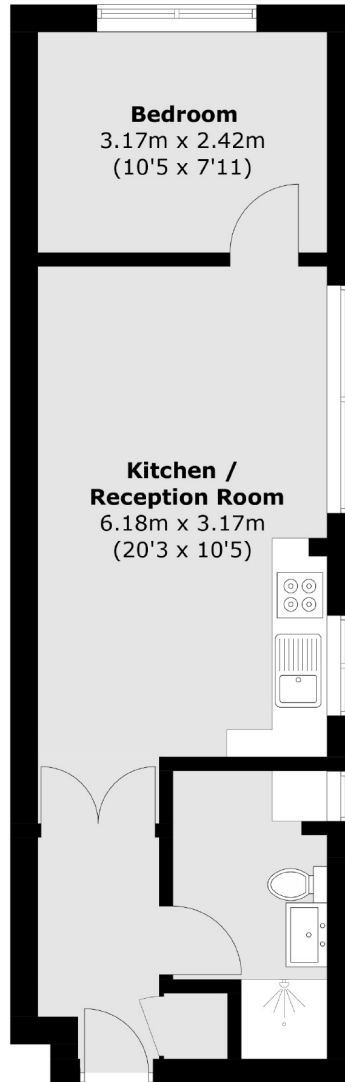 Bedroom
3.17m x 2.42m
(10'5 x 7'11)
Kitchen /
Reception Room
6.18m x 3.17m
(20'3 x 10'5)